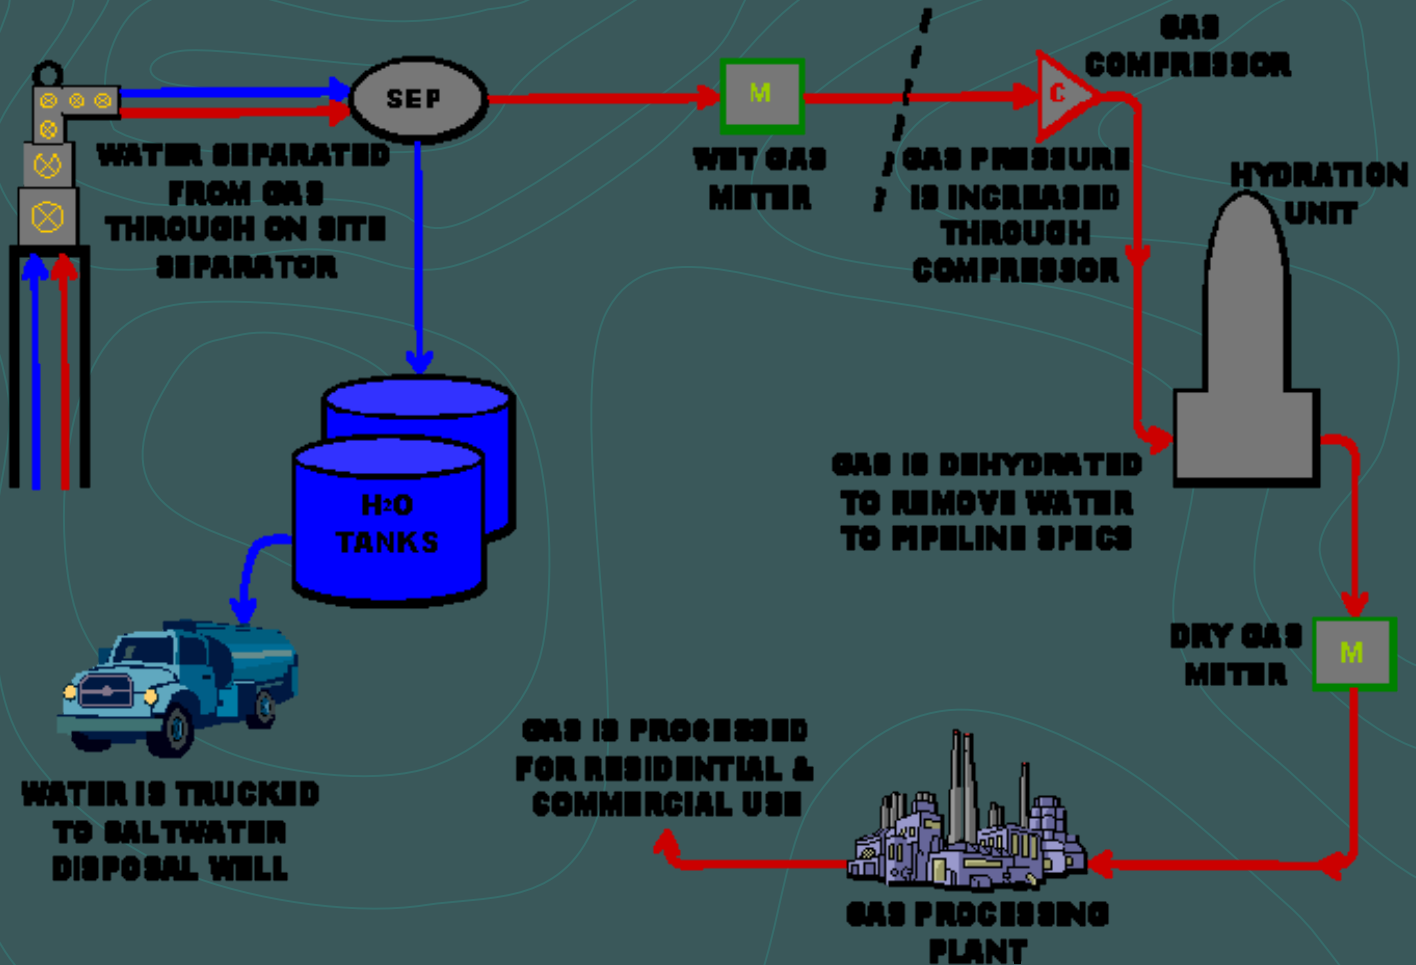 SEP
WATER SEPARATED
FROM GAS
THROUGH ON SITE
SEPARATOR
M
WET GAS
METER
GAS
COMPRESSOR
C
GAS PRESSURE
IS INCREASED
THROUGH
COMPRESSOR
HYDRATION
UNIT
H2O
TANKS
GAS IS DEHYDRATED
TO REMOVE WATER
TO PIPELINE SPECS
DRY GAS
METER
M
WATER IS TRUCKED
TO SALTWATER
DISPOSAL WELL
GAS IS PROCESSED
FOR RESIDENTIAL &
COMMERCIAL USE
GAS PROCESSING
PLANT